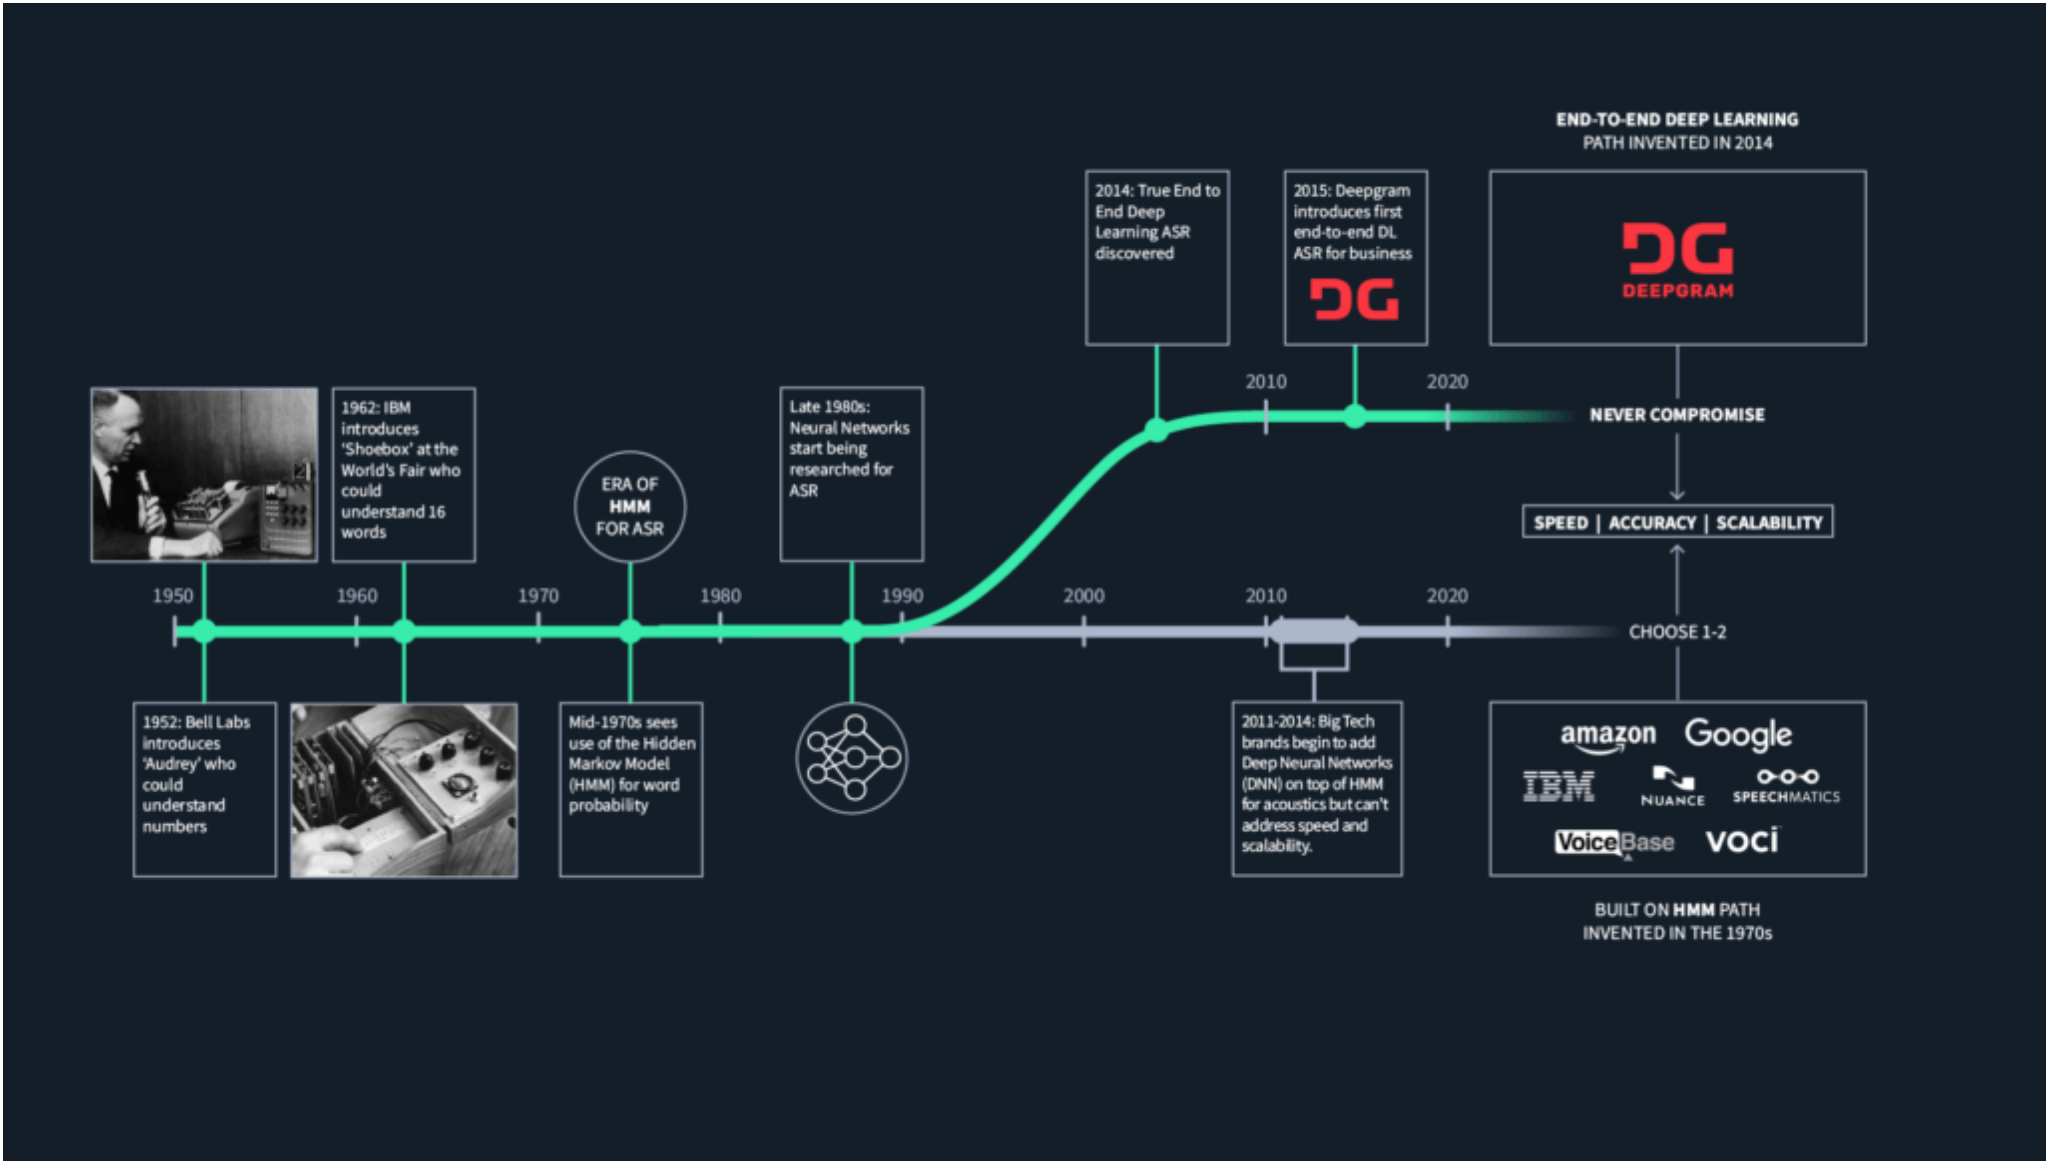 END-TO-END DEEP LEARNING
PATH INVENTED IN 2014
2014: True End to
End Deep
Learning ASR
discovered
2015: Deepgram
introduces first
end-to-end DL
ASR for business
DG
DG
DEEPGRAM
2010
2020
NEVER COMPROMISE
1962: IBM
introduces
‘Shoebox’ at the
World’s Fair who
could
understand 16
words
ERA OF
HMM
FOR ASR
Late 1980s:
Neural Networks
start being
researched for
ASR
SPEED | ACCURACY | SCALABILITY
1950
1960
1970
1980
1990
2000
2010
2020
CHOOSE 1-2
1952: Bell Labs
introduces
‘Audrey’ who
could
understand
numbers
Mid-1970s sees
use of the Hidden
Markov Model
(HMM) for word
probability
2011-2014: Big Tech
brands begin to add
Deep Neural Networks
(DNN) on top of HMM
for acoustics but can't
address speed and
scalability.
amazon Google
IBM NUANCE SPEECHMATICS
VoiceBase VOCi
BUILT ON HMM PATH
INVENTED IN THE 1970s